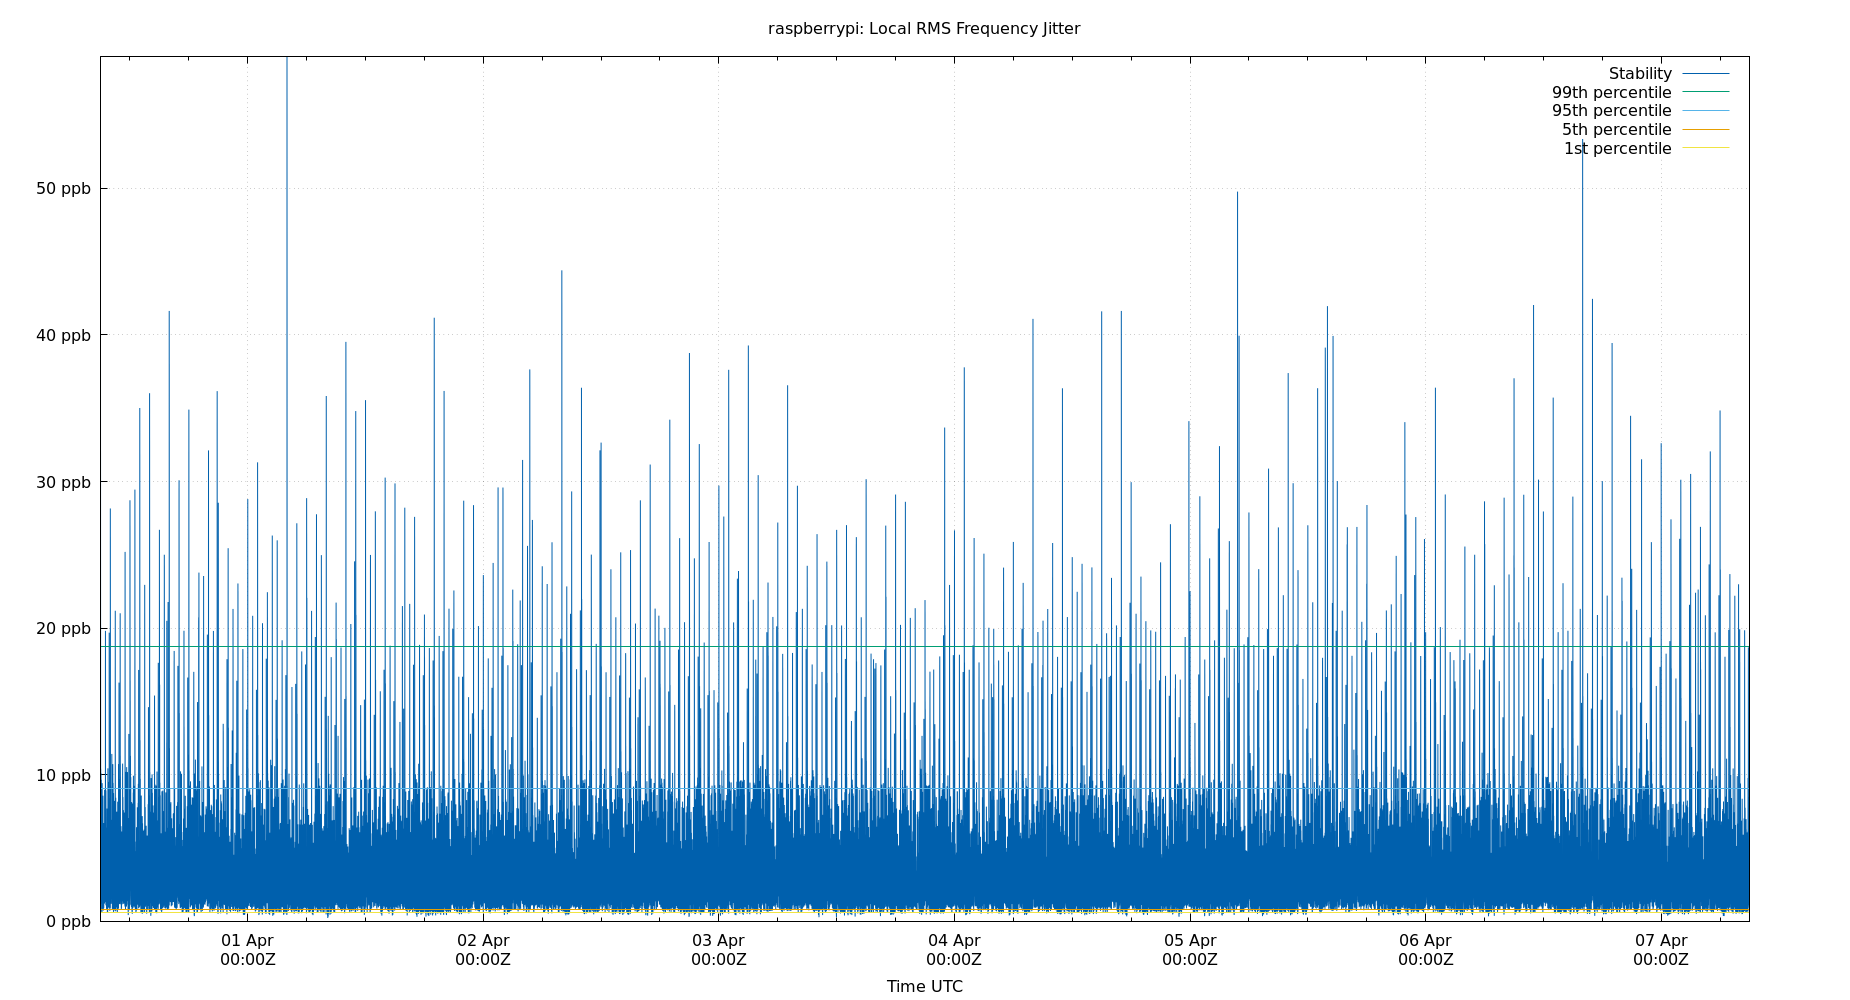 raspberrypi: Local RMS Frequency Jitter
Stability
99th percentile
95th percentile
5th percentile
1st percentile
50 ppb
40 ppb
30 ppb
20 ppb
10 ppb
0 ppb
01 Apr 02 Apr 03 Apr 04 Apr 05 Apr 06 Apr 07 Apr
00:00Z 00:00Z 00:00Z 00:00Z 00:00Z 00:00Z 00:00Z
Time UTC